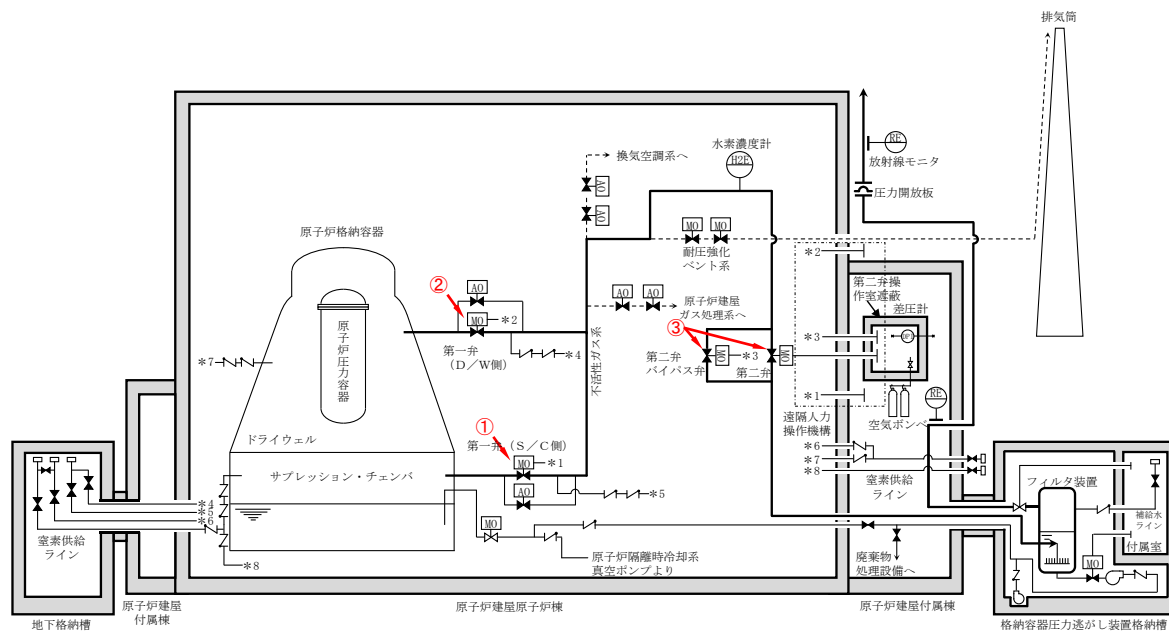 排気筒
水素濃度計
H2E
RE
放射線モニタ
換気空調系へ
AO
AO
圧力開放板
原子炉格納容器
MO
MO
耐圧強化
ベント系
＊2
第二弁操
作室遮蔽
差圧計
②
AO
MO
＊2
AO
AO
原子炉建屋
ガス処理系へ
③
＊3
DPI
原子炉圧力容器
第一弁
（D／W側）
＊4
不活性ガス系
MO
＊3
MO
第二弁
バイパス弁
第二弁
＊7
＊1
RE
空気ボンベ
遠隔人力
操作機構
①
ドライウェル
第一弁（S／C側）
MO
＊1
＊6
＊7
＊8
サプレッション・チェンバ
AO
＊5
窒素供給
ライン
フィルタ装置
＊4
＊5
＊6
補給水
ライン
付属室
窒素供給
ライン
MO
＊8
原子炉隔離時冷却系
真空ポンプより
廃棄物
処理設備へ
MO
原子炉建屋
付属棟
原子炉建屋原子炉棟
原子炉建屋付属棟
地下格納槽
格納容器圧力逃がし装置格納槽